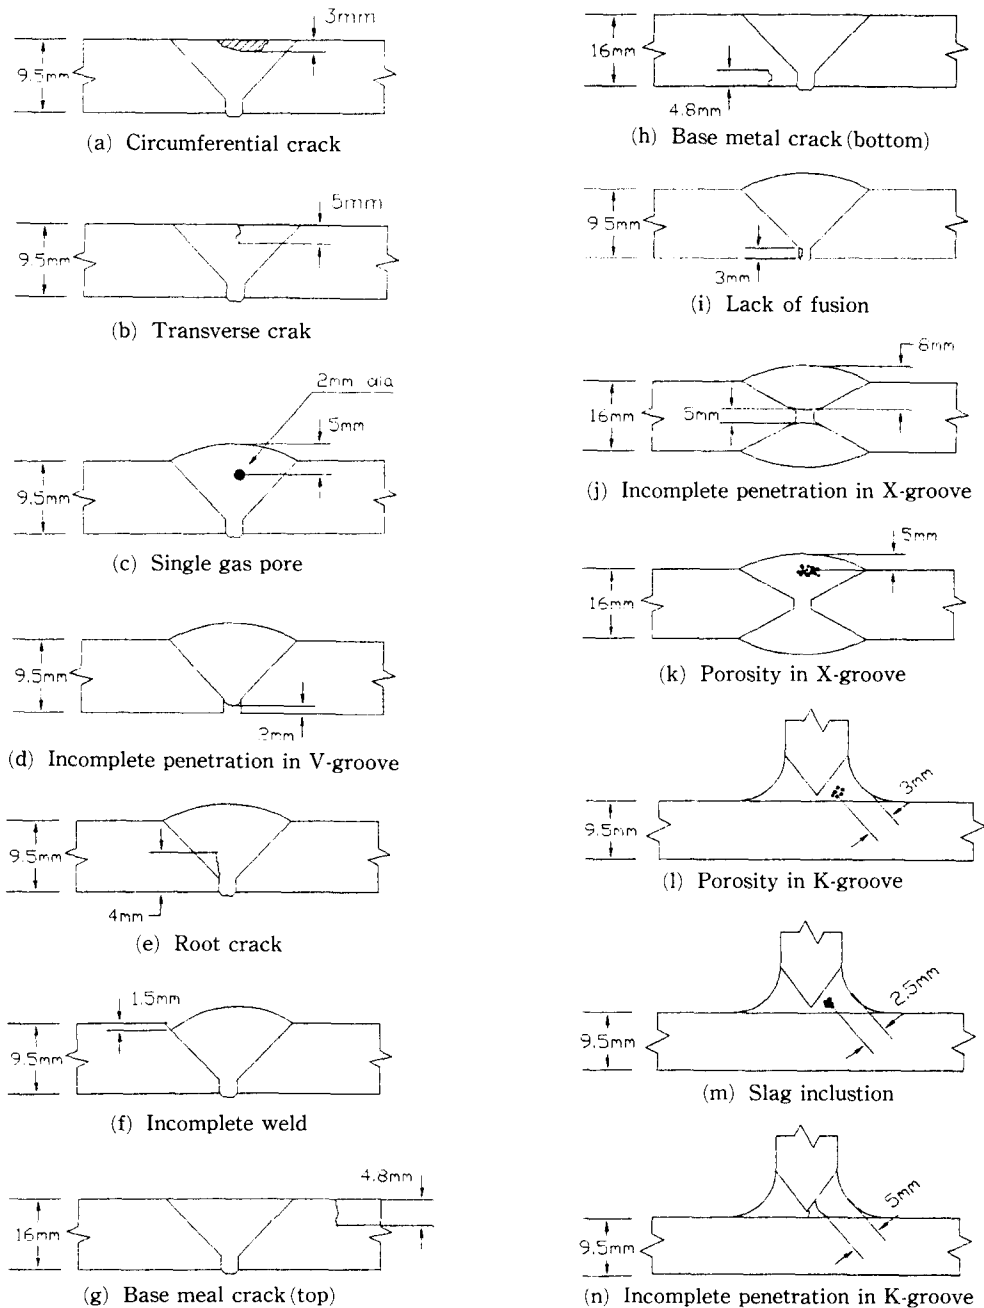 3mm
9.5mm
(a) Circumferential crack
5mm
9.5mm
(b) Transverse crak
2mm dia
5mm
9.5mm
(c) Single gas pore
9.5mm
(d) Incomplete penetration in V-groove
9.5mm
4mm
(e) Root crack
1.5mm
9.5mm
(f) Incomplete weld
4.8mm
16mm
(g) Base meal crack (top)
16mm
4.8mm
(h) Base metal crack (bottom)
9.5mm
3mm
(i) Lack of fusion
6mm
16mm
5mm
(j) Incomplete penetration in X-groove
5mm
16mm
(k) Porosity in X-groove
3mm
9.5mm
(l) Porosity in K-groove
2.5mm
9.5mm
(m) Slag inclustion
5mm
9.5mm
(n) Incomplete penetration in K-groove